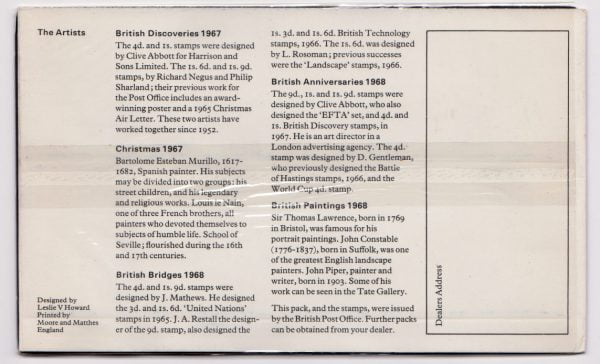 The Artists
British Discoveries 1967
The 4d. and 1s. stamps were designed
by Clive Abbott for Harrison and
Sons Limited. The 1s. 6d. and 1s. 9d.
stamps, by Richard Negus and Philip
Sharland; their previous work for
the Post Office includes an award-
winning poster and a 1965 Christmas
Air Letter. These two artists have
worked together since 1952.
Christmas 1967
Bartolome Esteban Murillo, 1617-
1682, Spanish painter. His subjects
may be divided into two groups: his
street children, and his legendary
and religious works. Louis le Nain,
one of three French brothers, all
painters who devoted themselves to
subjects of humble life. School of
Seville; flourished during the 16th
and 17th centuries.
British Bridges 1968
The 4d. and 1s. 9d. stamps were
designed by J. Mathews. He designed
the 3d. and 1s. 6d. 'United Nations'
stamps in 1965. J. A. Restall the design-
er of the 9d. stamp, also designed the
1s. 3d. and 1s. 6d. British Technology
stamps, 1966. The 1s. 6d. was designed
by L. Rosoman; previous successes
were the 'Landscape' stamps, 1966.
British Anniversaries 1968
The 9d., 1s. and 1s. 9d. stamps were
designed by Clive Abbott, who also
designed the 'EFTA' set, and 4d. and
1s. British Discovery stamps, in
1967. He is an art director in a
London advertising agency. The 4d.
stamp was designed by D. Gentleman,
who previously designed the Battle
of Hastings stamps, 1966, and the
World Cup 4d. stamp.
British Paintings 1968
Sir Thomas Lawrence, born in 1769
in Bristol, was famous for his
portrait paintings. John Constable
(1776-1837), born in Suffolk, was one
of the greatest English landscape
painters. John Piper, painter and
writer, born in 1903. Some of his
work can be seen in the Tate Gallery.
This pack, and the stamps, were issued
by the British Post Office. Further packs
can be obtained from your dealer.
Designed by
Leslie V Howard
Printed by
Moore and Matthes
England
Dealers Address